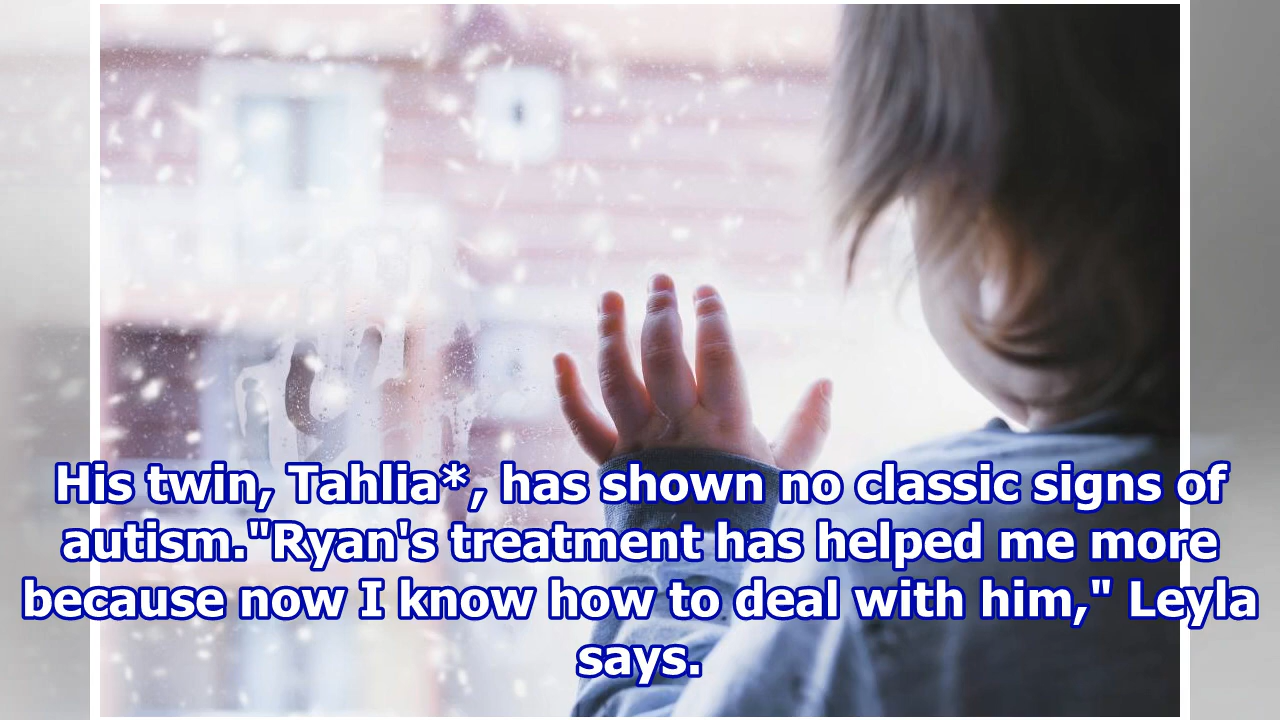 His twin, Tahlia*, has shown no classic signs of
autism."Ryan's treatment has helped me more
because now I know how to deal with him," Leyla
says.